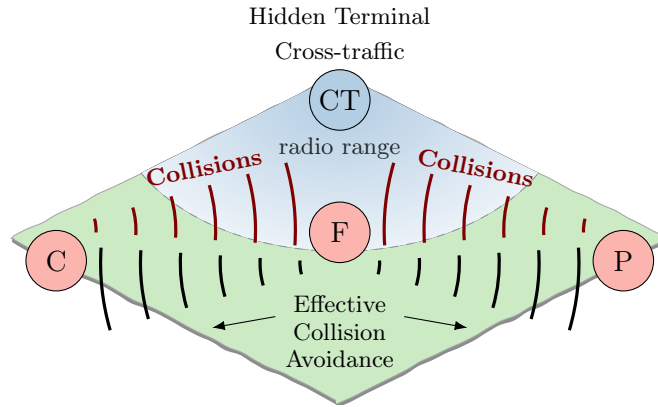 Hidden Terminal
Cross-traffic
CT
radio range
Collisions
Collisions
F
C
P
Effective
Collision
Avoidance